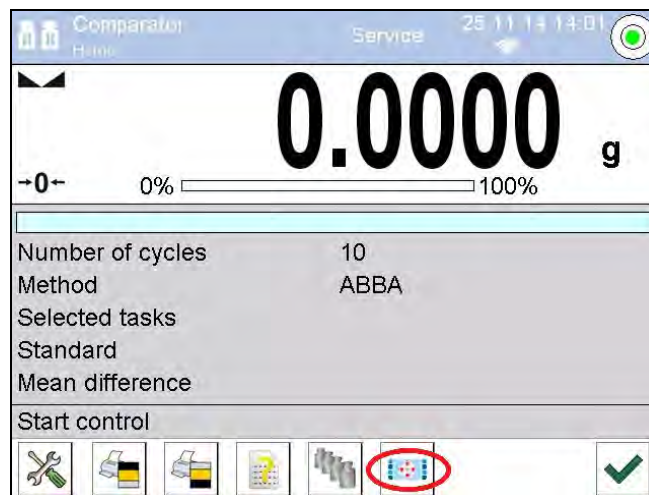 Comparator
Home
Service
25 11 14 14:01
0.0000 g
→0←
0% 100%
Number of cycles 10
Method ABBA
Selected tasks
Standard
Mean difference
Start control